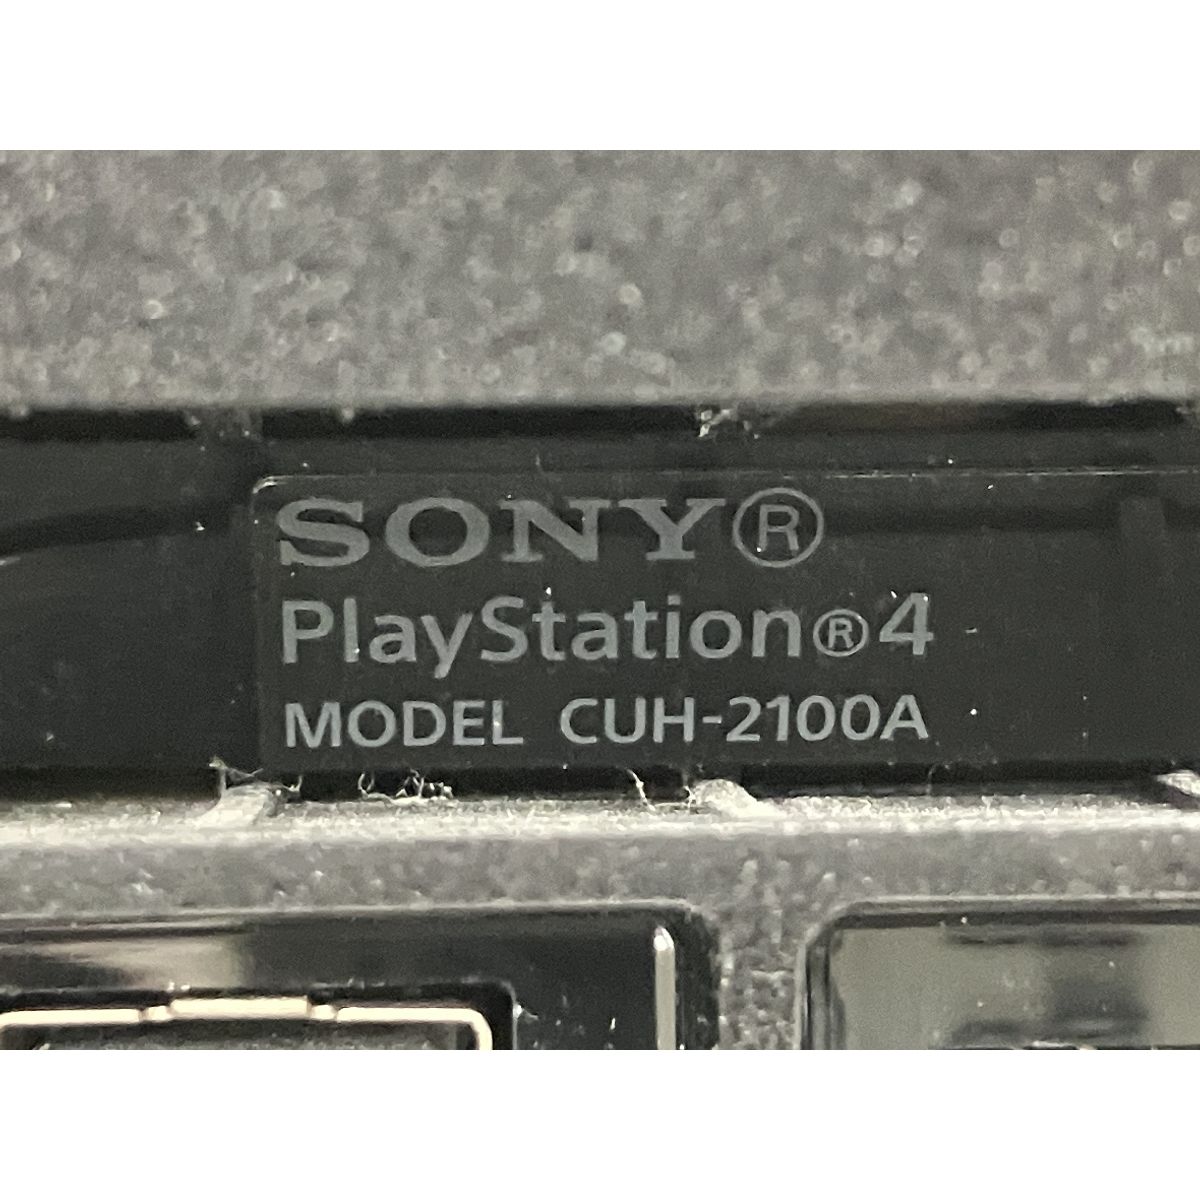 SONY®
PlayStation®4
MODEL CUH-2100A